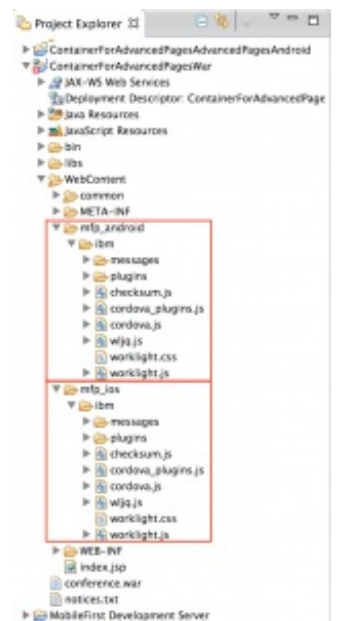 Project Explorer
ContainerForAdvancedPagesAdvancedPagesAndroid
ContainerForAdvancedPagesWar
JAX-WS Web Services
Deployment Descriptor: ContainerForAdvancedPage
Java Resources
JavaScript Resources
bin
libs
WebContent
common
META-INF
mfp_android
ibm
messages
plugins
checksum.js
cordova_plugins.js
cordova.js
wljq.js
worklight.css
worklight.js
mfp_ios
ibm
messages
plugins
checksum.js
cordova_plugins.js
cordova.js
wljq.js
worklight.css
worklight.js
WEB-INF
index.jsp
conference.war
notices.txt
MobileFirst Development Server